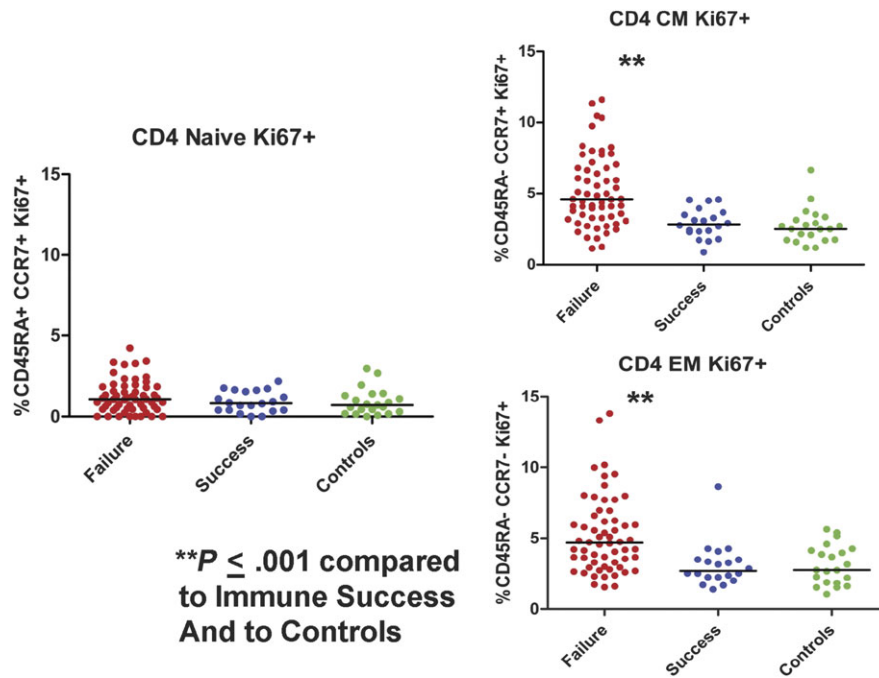 CD4 Naive Ki67+
%CD45RA+ CCR7+ Ki67+
15
10
5
0
Failure
Success
Controls
CD4 CM Ki67+
**
%CD45RA- CCR7+ Ki67+
15
10
5
0
Failure
Success
Controls
CD4 EM Ki67+
**
%CD45RA- CCR7- Ki67+
15
10
5
0
Failure
Success
Controls
**P ≤ .001 compared
to Immune Success
And to Controls